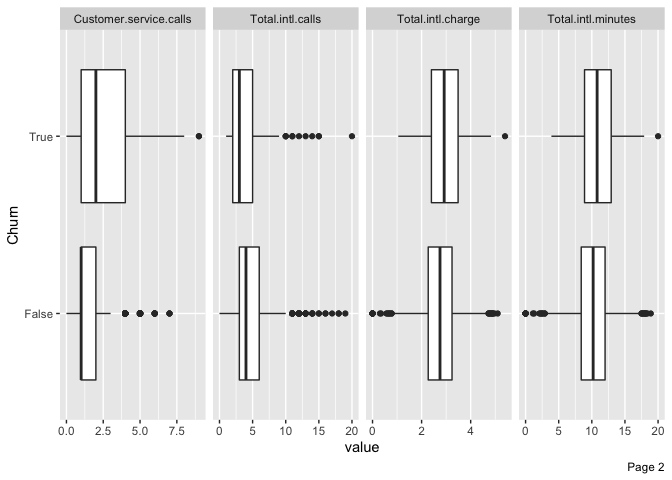 Customer.service.calls Total.intl.calls Total.intl.charge Total.intl.minutes
Churn
True
False
0.0 2.5 5.0 7.5 0 5 10 15 20 0 2 4 0 5 10 15 20
value
Page 2